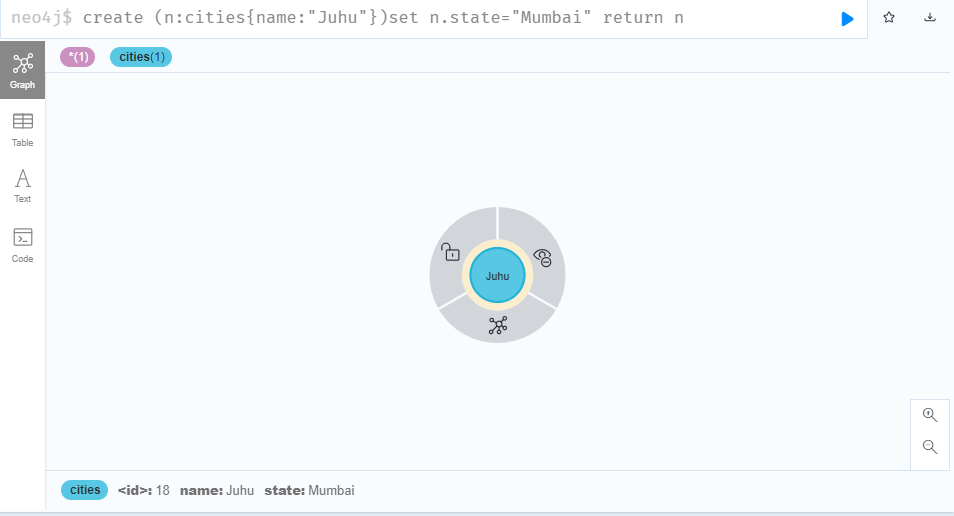 neo4j$ create (n:cities{name:"Juhu"})set n.state="Mumbai" return n
*(1) cities(1)
Graph
Table
A
Text
Code
Juhu
cities <id>: 18 name: Juhu state: Mumbai